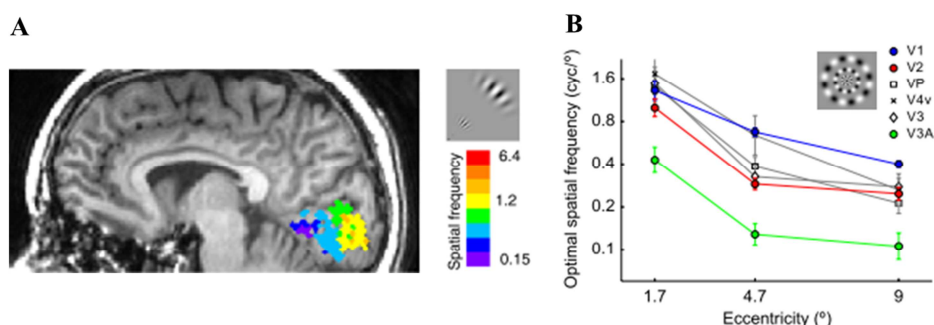 A
Spatial frequency
6.4
1.2
0.15
B
Optimal spatial frequency (cyc/°)
1.6
0.8
0.4
0.2
0.1
1.7
4.7
9
Eccentricity (º)
V1
V2
VP
V4v
V3
V3A